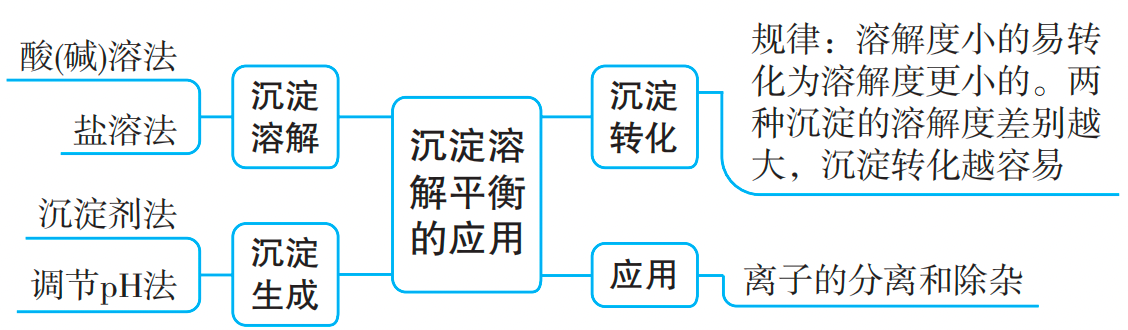 酸(碱)溶法
盐溶法
沉淀
溶解
沉淀剂法
调节pH法
沉淀
生成
沉淀溶
解平衡
的应用
沉淀
转化
规律：溶解度小的易转
化为溶解度更小的。两
种沉淀的溶解度差别越
大，沉淀转化越容易
应用
离子的分离和除杂